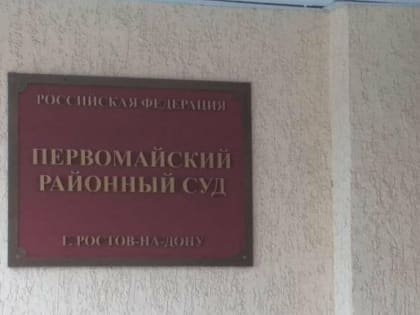 РОССИЙСКАЯ ФЕДЕРАЦИЯ
ПЕРВОМАЙСКИЙ
РАЙОННЫЙ СУД
Г. РОСТОВ-НА-ДОНУ